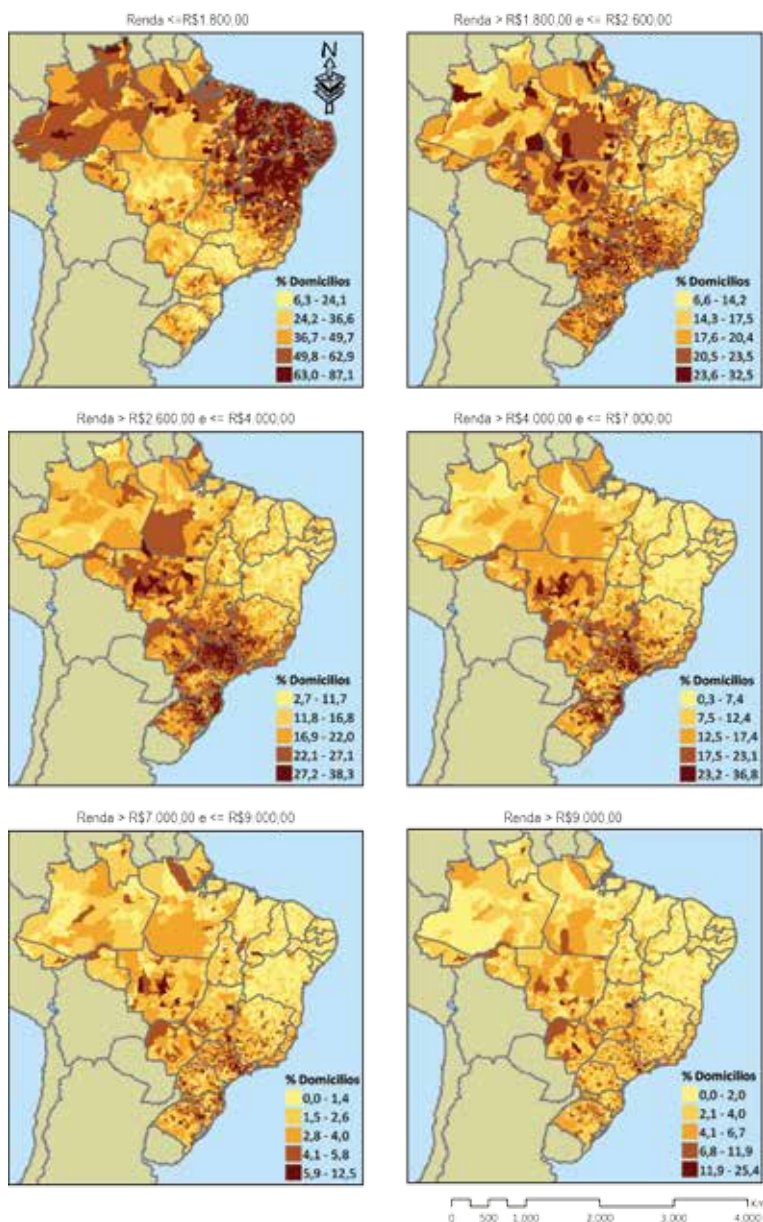 Renda <=R$1.800,00
Renda > R$1.800,00 e <= R$2.600,00
N
% Domicílios
6,3 - 24,1
24,2 - 36,6
36,7 - 49,7
49,8 - 62,9
63,0 - 87,1
% Domicílios
6,6 - 14,2
14,3 - 17,5
17,6 - 20,4
20,5 - 23,5
23,6 - 32,5
Renda > R$2.600,00 e <= R$4.000,00
Renda > R$4.000,00 e <= R$7.000,00
% Domicílios
2,7 - 11,7
11,8 - 16,8
16,9 - 22,0
22,1 - 27,1
27,2 - 38,3
% Domicílios
0,3 - 7,4
7,5 - 12,4
12,5 - 17,4
17,5 - 23,1
23,2 - 36,8
Renda > R$7.000,00 e <= R$9.000,00
Renda > R$9.000,00
% Domicílios
0,0 - 1,4
1,5 - 2,6
2,8 - 4,0
4,1 - 5,8
5,9 - 12,5
% Domicílios
0,0 - 2,0
2,1 - 4,0
4,1 - 6,7
6,8 - 11,9
11,9 - 25,4
Km
0 500 1.000 2.000 3.000 4.000